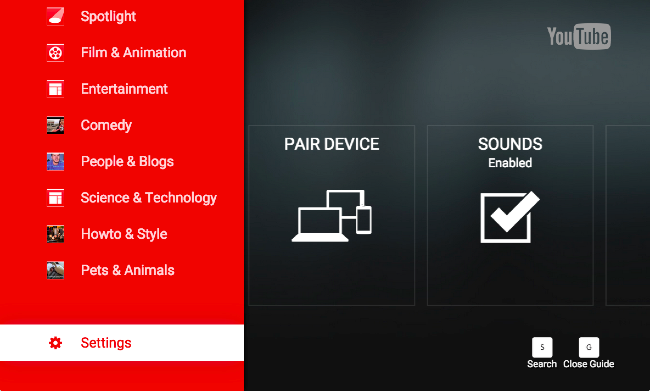 Spotlight
Film & Animation
Entertainment
Comedy
People & Blogs
Science & Technology
Howto & Style
Pets & Animals
Settings
YouTube
PAIR DEVICE
SOUNDS
Enabled
S
G
Search
Close Guide